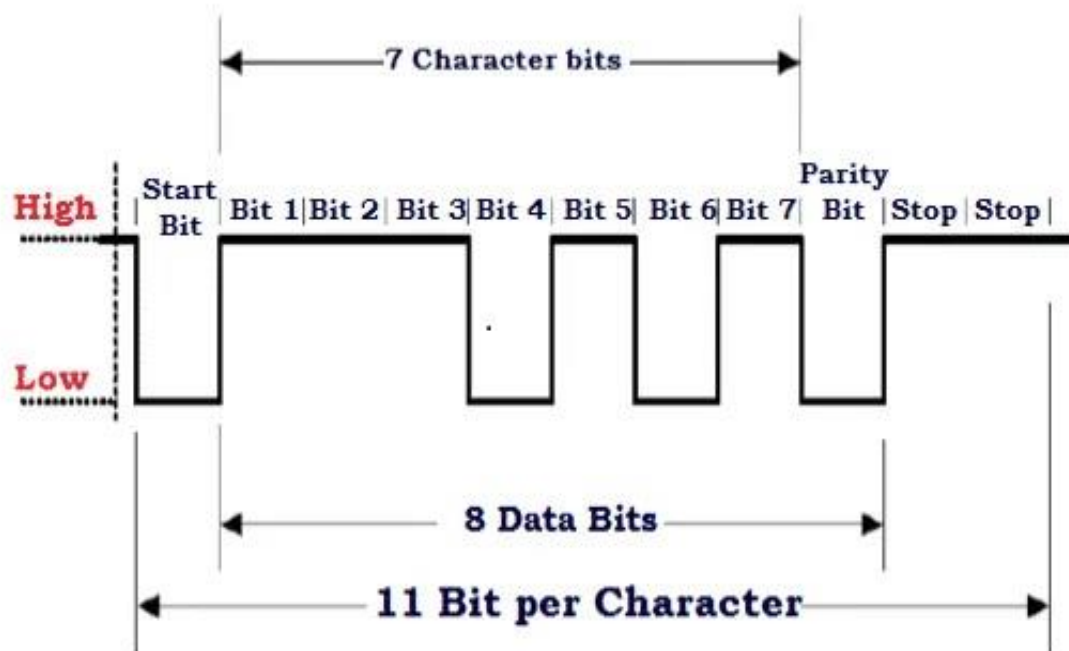 7 Character bits
High
Start
Bit
Bit 1
Bit 2
Bit 3
Bit 4
Bit 5
Bit 6
Bit 7
Parity
Bit
Stop
Stop
Low
8 Data Bits
11 Bit per Character